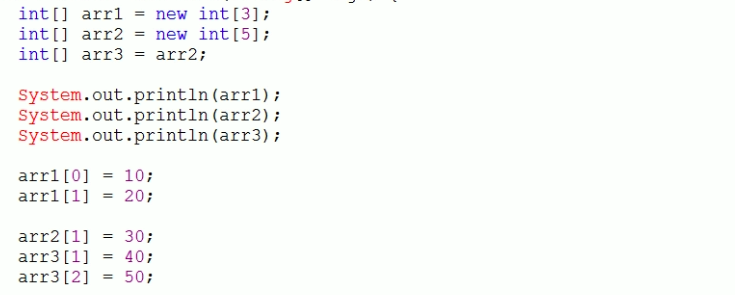 int[] arr1 = new int[3];
int[] arr2 = new int[5];
int[] arr3 = arr2;
System.out.println(arr1);
System.out.println(arr2);
System.out.println(arr3);
arr1[0] = 10;
arr1[1] = 20;
arr2[1] = 30;
arr3[1] = 40;
arr3[2] = 50;